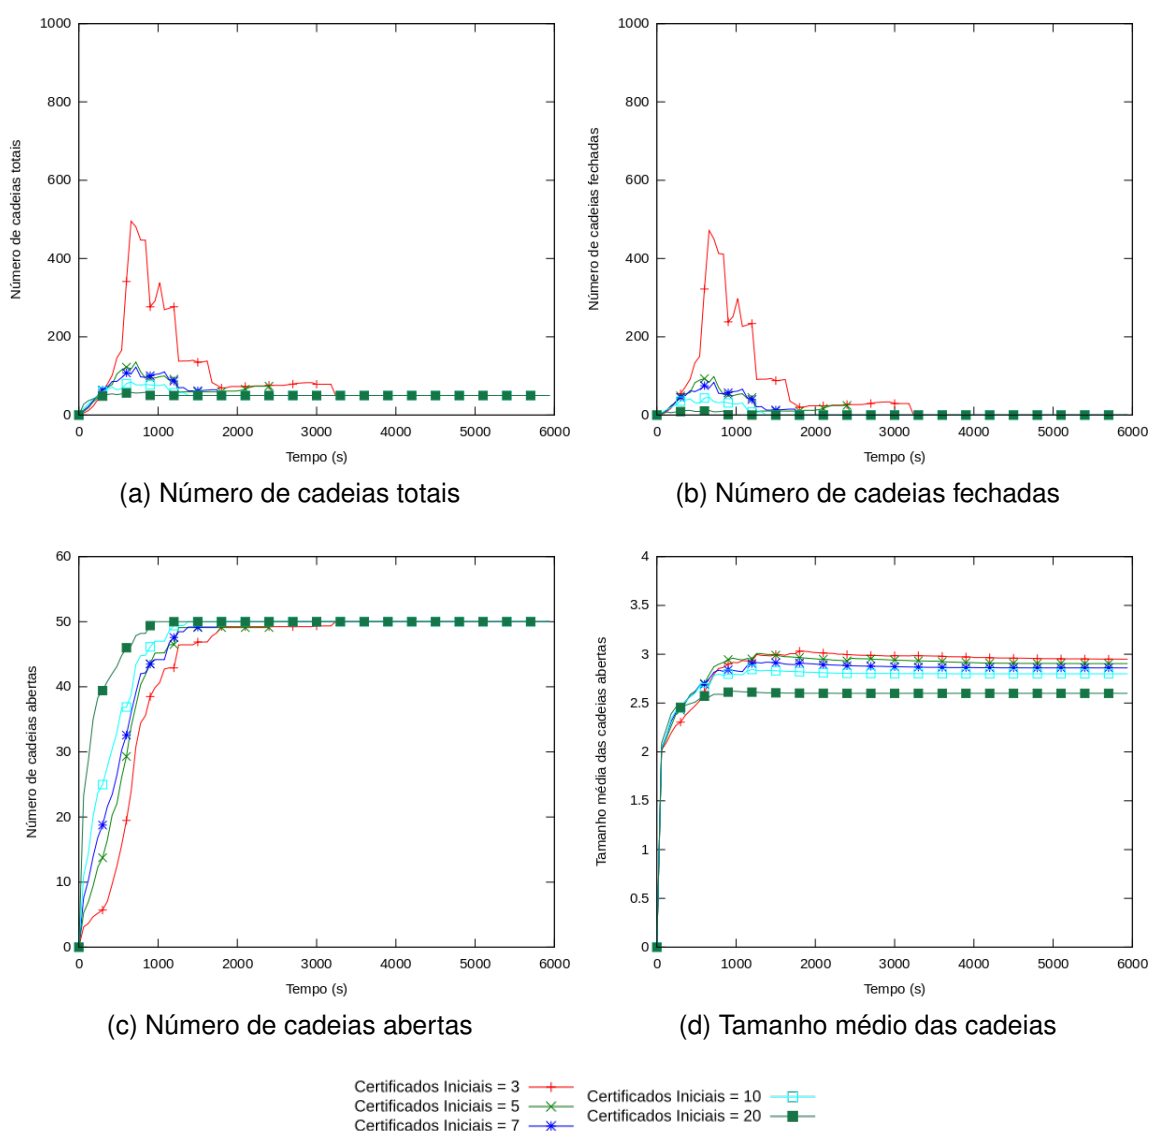 1000
800
600
400
200
0
Número de cadeias totais
0 1000 2000 3000 4000 5000 6000
Tempo (s)
(a) Número de cadeias totais
1000
800
600
400
200
0
Número de cadeias fechadas
0 1000 2000 3000 4000 5000 6000
Tempo (s)
(b) Número de cadeias fechadas
60
50
40
30
20
10
0
Número de cadeias abertas
0 1000 2000 3000 4000 5000 6000
Tempo (s)
(c) Número de cadeias abertas
4
3.5
3
2.5
2
1.5
1
0.5
0
Tamanho média das cadeias abertas
0 1000 2000 3000 4000 5000 6000
Tempo (s)
(d) Tamanho médio das cadeias
Certificados Iniciais = 3
Certificados Iniciais = 5
Certificados Iniciais = 7
Certificados Iniciais = 10
Certificados Iniciais = 20